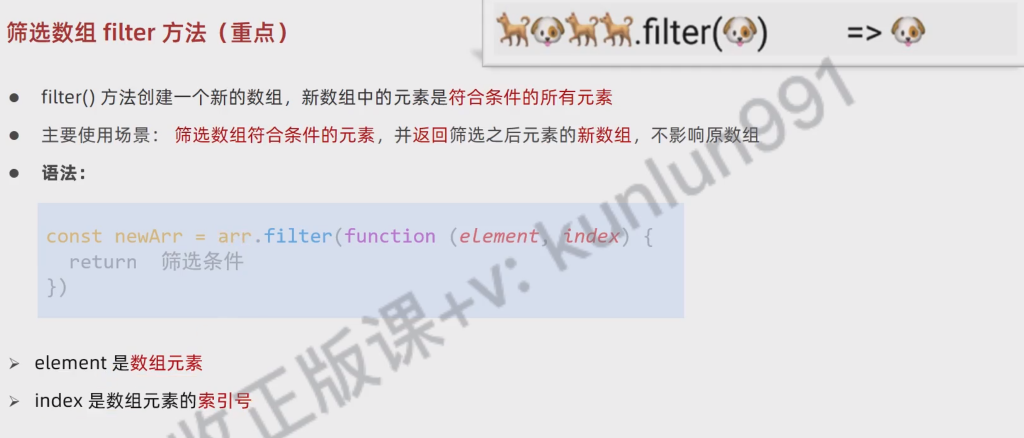 筛选数组 filter 方法（重点）
🐕🐶🐕🐕.filter(🐶) => 🐶
● filter() 方法创建一个新的数组，新数组中的元素是符合条件的所有元素
● 主要使用场景： 筛选数组符合条件的元素，并返回筛选之后元素的新数组，不影响原数组
● 语法：
const newArr = arr.filter(function (element, index) {
return 筛选条件
})
➢ element 是数组元素
➢ index 是数组元素的索引号
收正版课+v: kunlun991